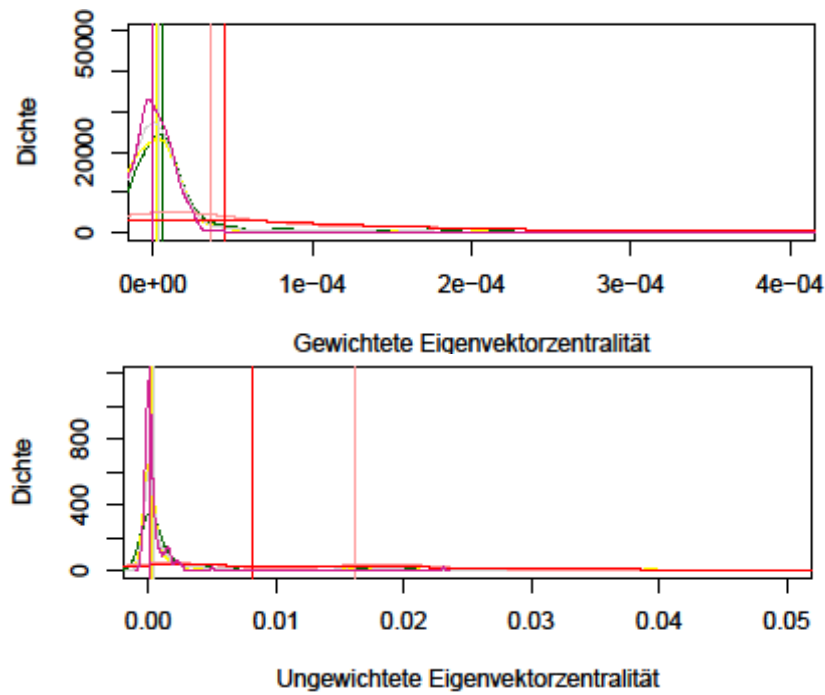 50000
20000
0
Dichte
0e+00 1e−04 2e−04 3e−04 4e−04
Gewichtete Eigenvektorzentralität
800
400
0
Dichte
0.00 0.01 0.02 0.03 0.04 0.05
Ungewichtete Eigenvektorzentralität